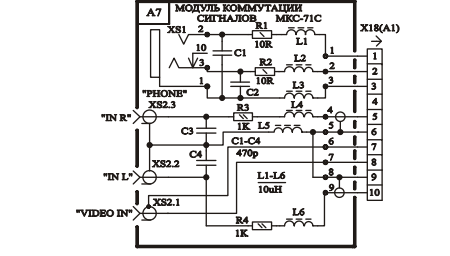 A7
МОДУЛЬ КОММУТАЦИИ
СИГНАЛОВ МКС-71С
X18(A1)
XS1
2
R1
10R
L1
10
C1
1
1
3
R2
10R
L2
2
2
1
C2
L3
3
3
"PHONE"
4
XS2.3
"IN R"
R3
1K
L4
4
5
C3
L5
5
6
C1-C4
470p
6
7
XS2.2
C4
7
8
"IN L"
L1-L6
10uH
8
9
XS2.1
9
10
"VIDEO IN"
R4
1K
L6